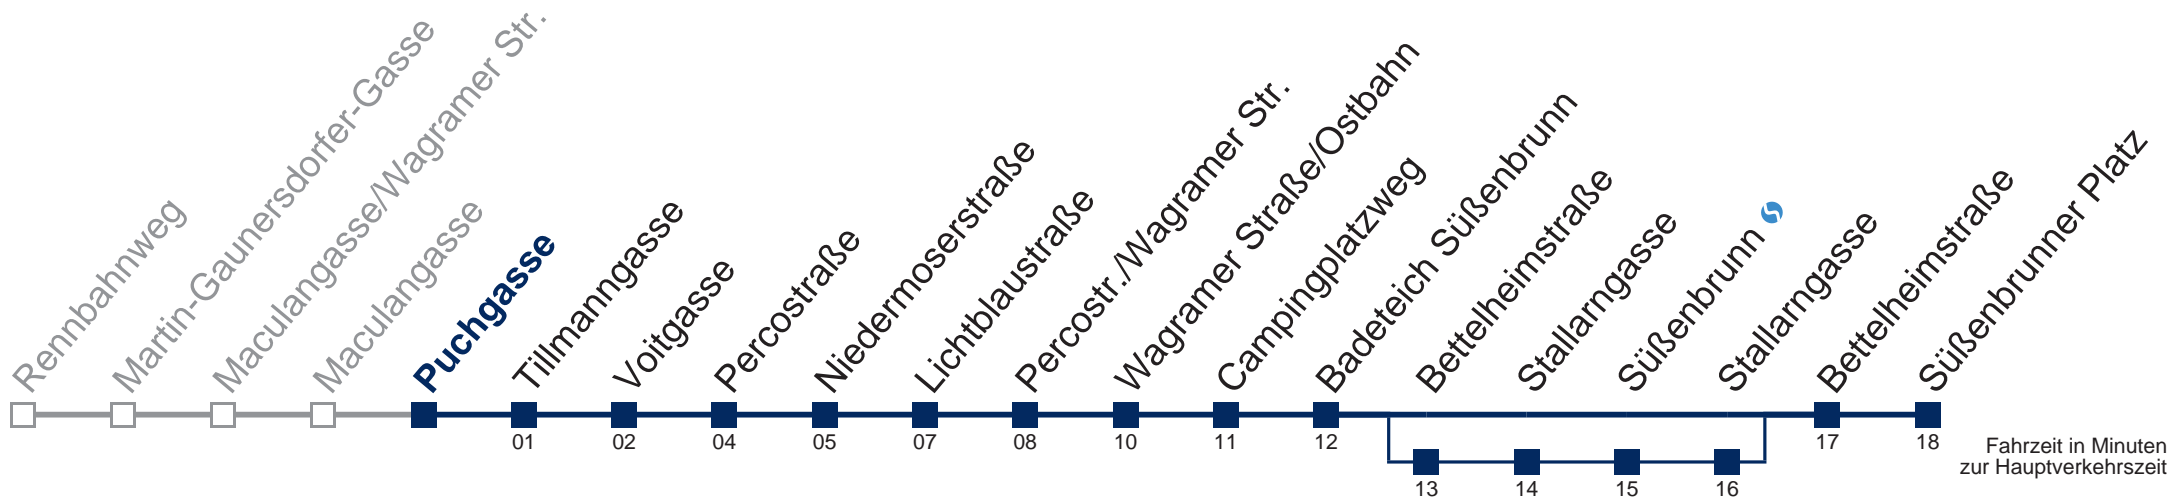 Rennbahnweg
Martin-Gaunersdorfer-Gasse
Maculangasse/Wagramer Str.
Maculangasse
Puchgasse
Tillmanngasse
Voitgasse
Percostraße
Niedermoserstraße
Lichtblaustraße
Percostr./Wagramer Str.
Wagramer Straße/Ostbahn
Campingplatzweg
Badeteich Süßenbrunn
Bettelheimstraße
Stallarngasse
Süßenbrunn
Stallarngasse
Bettelheimstraße
Süßenbrunner Platz
01 02 04 05 07 08 10 11 12 17 18
13 14 15 16
Fahrzeit in Minuten
zur Hauptverkehrszeit